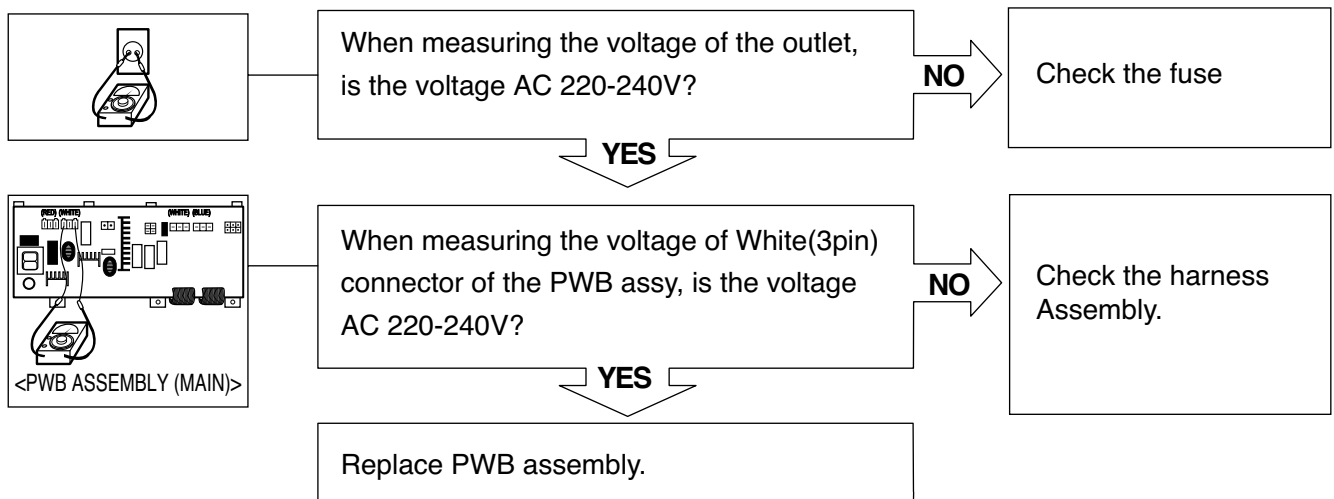 When measuring the voltage of the outlet,
is the voltage AC 220-240V?
NO
Check the fuse
YES
(RED) (WHITE) (WHITE) (BLUE)
When measuring the voltage of White(3pin)
connector of the PWB assy, is the voltage
AC 220-240V?
NO
Check the harness
Assembly.
<PWB ASSEMBLY (MAIN)>
YES
Replace PWB assembly.